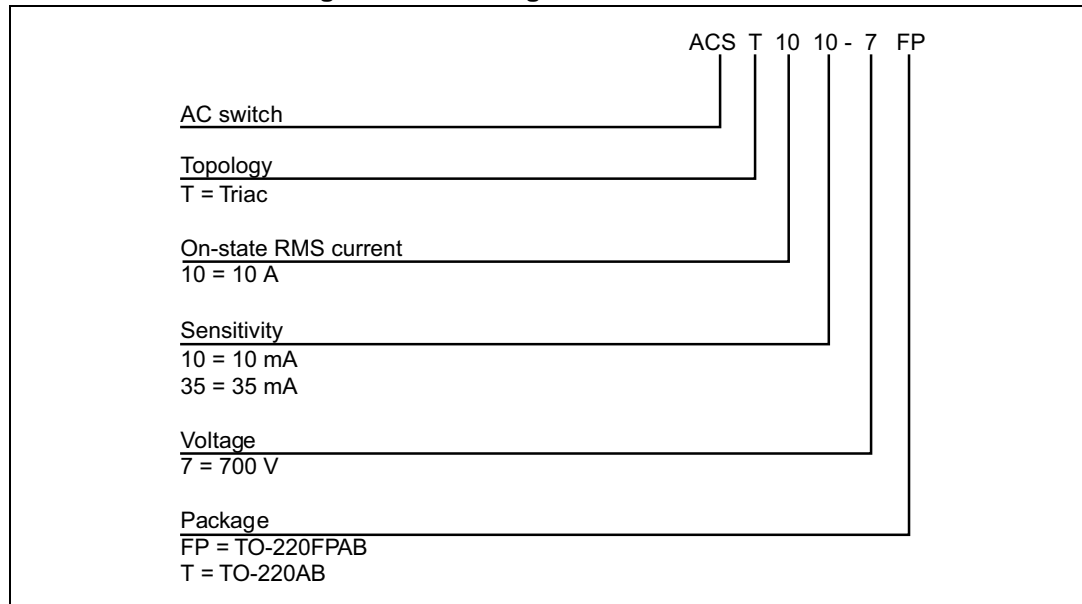 ACS T 10 10 - 7 FP
AC switch
Topology
T = Triac
On-state RMS current
10 = 10 A
Sensitivity
10 = 10 mA
35 = 35 mA
Voltage
7 = 700 V
Package
FP = TO-220FPAB
T = TO-220AB